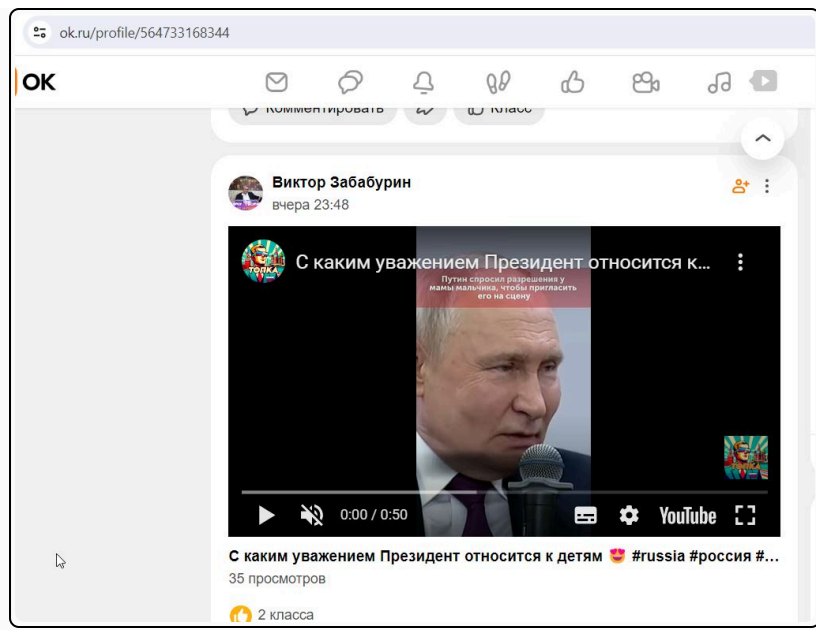 ok.ru/profile/564733168344
ОК
Комментировать
Класс
Виктор Забабурин
вчера 23:48
ТОПКА
С каким уважением Президент относится к...
Путин спросил разрешения у
мамы мальчика, чтобы пригласить
его на сцену
ТОПКА
0:00 / 0:50
YouTube
С каким уважением Президент относится к детям 😍 #russia #россия #...
35 просмотров
2 класса